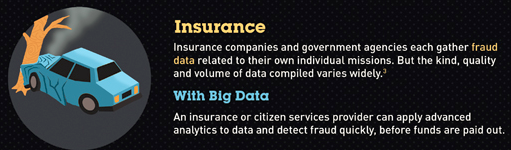 Insurance
Insurance companies and government agencies each gather fraud
data related to their own individual missions. But the kind, quality
and volume of data compiled varies widely.³
With Big Data
An insurance or citizen services provider can apply advanced
analytics to data and detect fraud quickly, before funds are paid out.